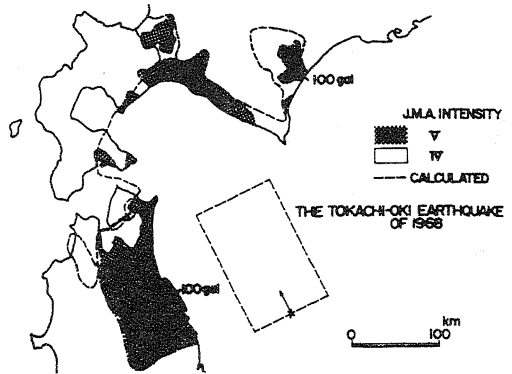 100 gal
J.M.A. INTENSITY
V
IV
CALCULATED
THE TOKACHI-OKI EARTHQUAKE
OF 1968
100 gal
km
0 100